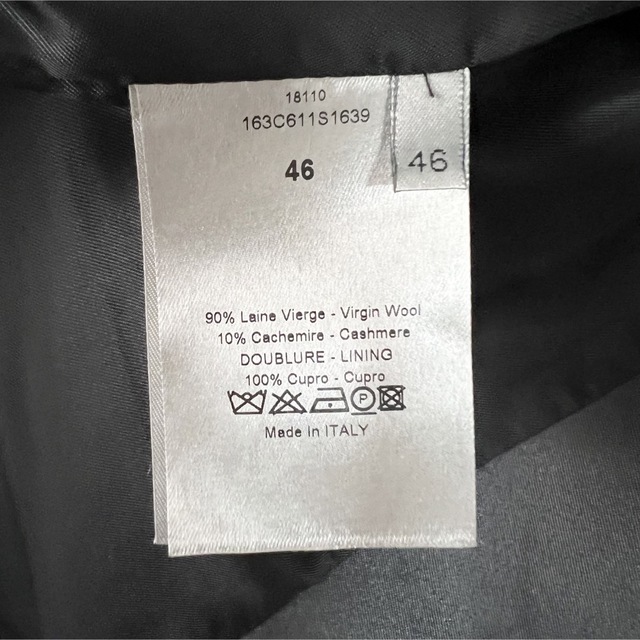 18110
163C611S1639
46
46
90% Laine Vierge - Virgin Wool
10% Cachemire - Cashmere
DOUBLURE - LINING
100% Cupro - Cupro
P
Made in ITALY